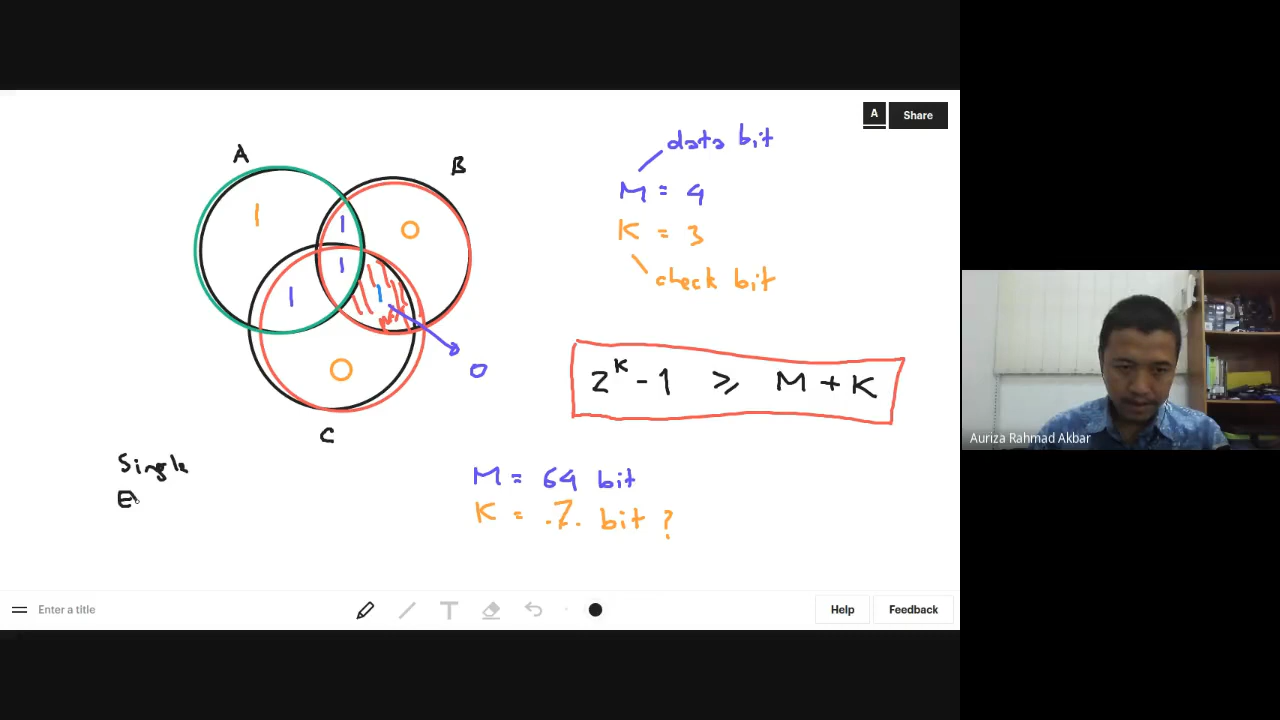 A
Share
data bit
A
B
M = 4
1
1
0
K = 3
1
1
1
check bit
0
0
2^K - 1 ≥ M + K
C
Single
E
M = 64 bit
K = .7. bit ?
Auriza Rahmad Akbar
Enter a title
T
Help
Feedback